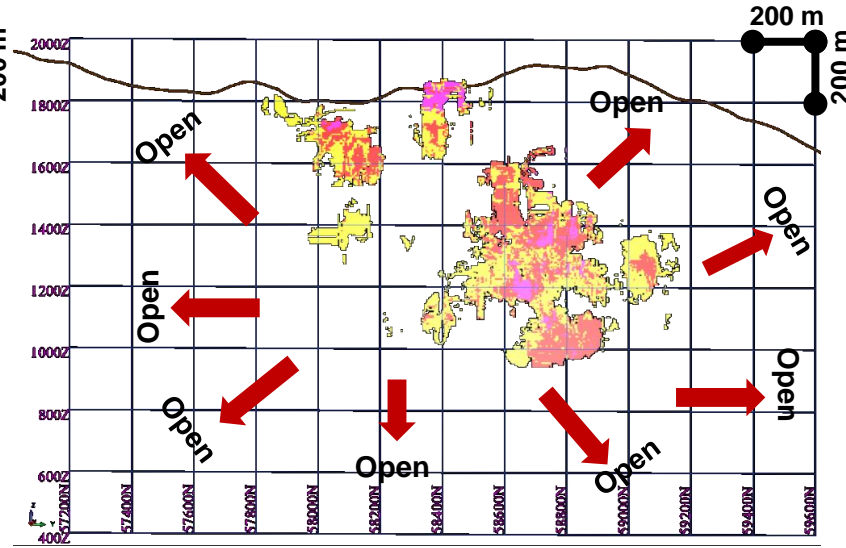 200 m
200 m
200 m
2000Z
1800Z
1600Z
1400Z
1200Z
1000Z
800Z
600Z
400Z
Open
Open
Open
Open
Open
Open
Open
Open
57200N
57400N
57600N
57800N
58000N
58200N
58400N
58600N
58800N
59000N
59200N
59400N
59600N
Z
Y